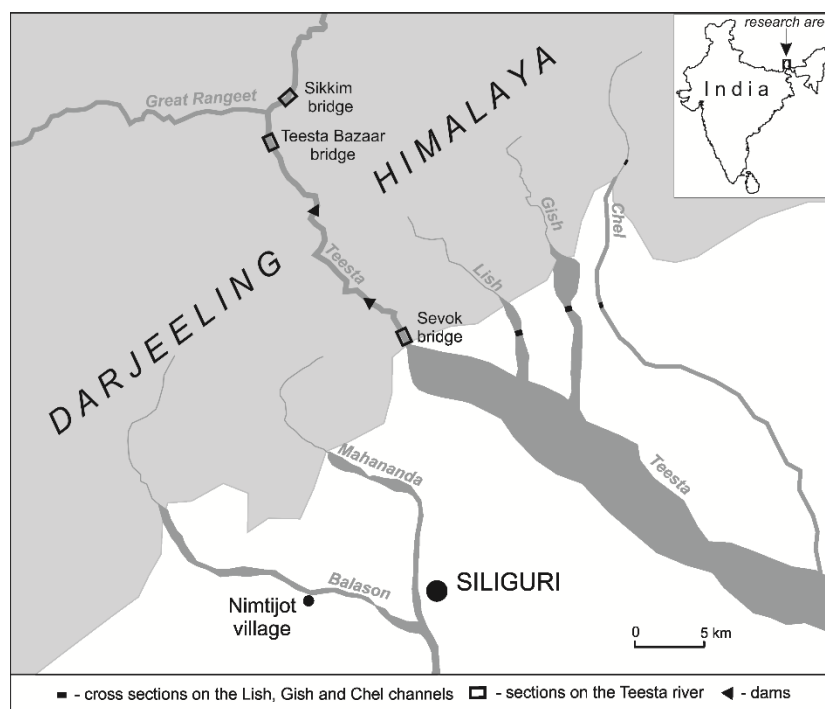 research are
India
Sikkim
bridge
Great Rangeet
Teesta Bazaar
bridge
HIMALAYA
Gish
Chel
Teesta
Lish
DARJEELING
Sevok
bridge
Mahananda
Teesta
Balason
SILIGURI
Nimtijot
village
0 5 km
- cross sections on the Lish, Gish and Chel channels - sections on the Teesta river - dams